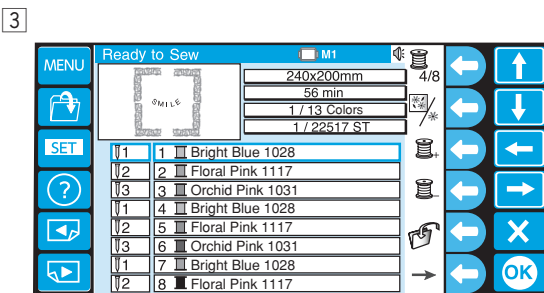 3
MENU
Ready to Sew
M1
4/8
SMILE
240x200mm
56 min
1 / 13 Colors
1 / 22517 ST
SET
1 1 Bright Blue 1028
2 2 Floral Pink 1117
3 3 Orchid Pink 1031
1 4 Bright Blue 1028
2 5 Floral Pink 1117
3 6 Orchid Pink 1031
1 7 Bright Blue 1028
2 8 Floral Pink 1117
?
OK